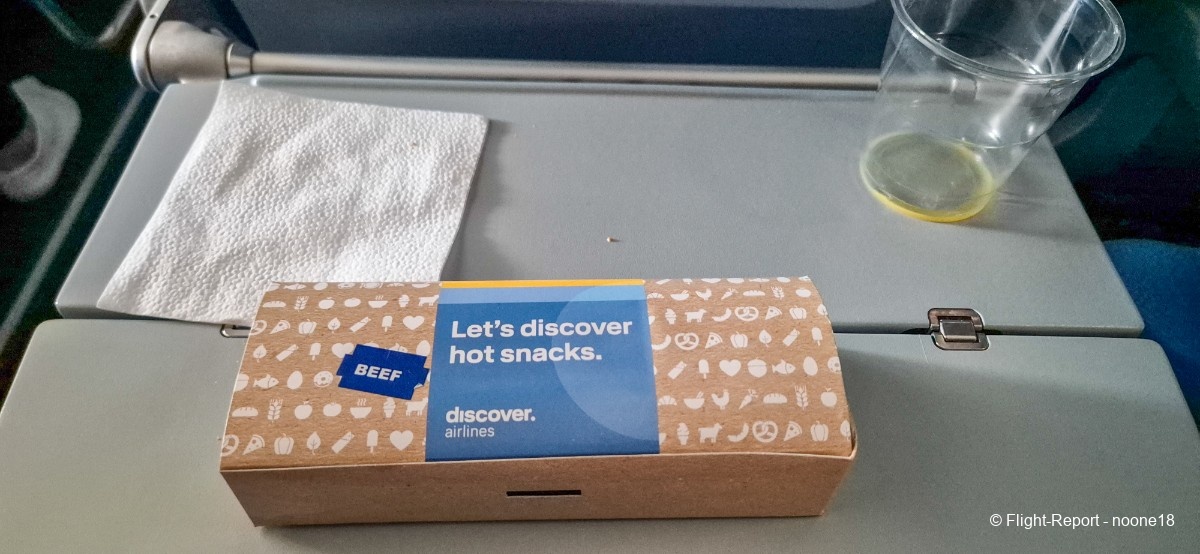 Let's discover
hot snacks.
BEEF
discover.
airlines
© Flight-Report - noone18